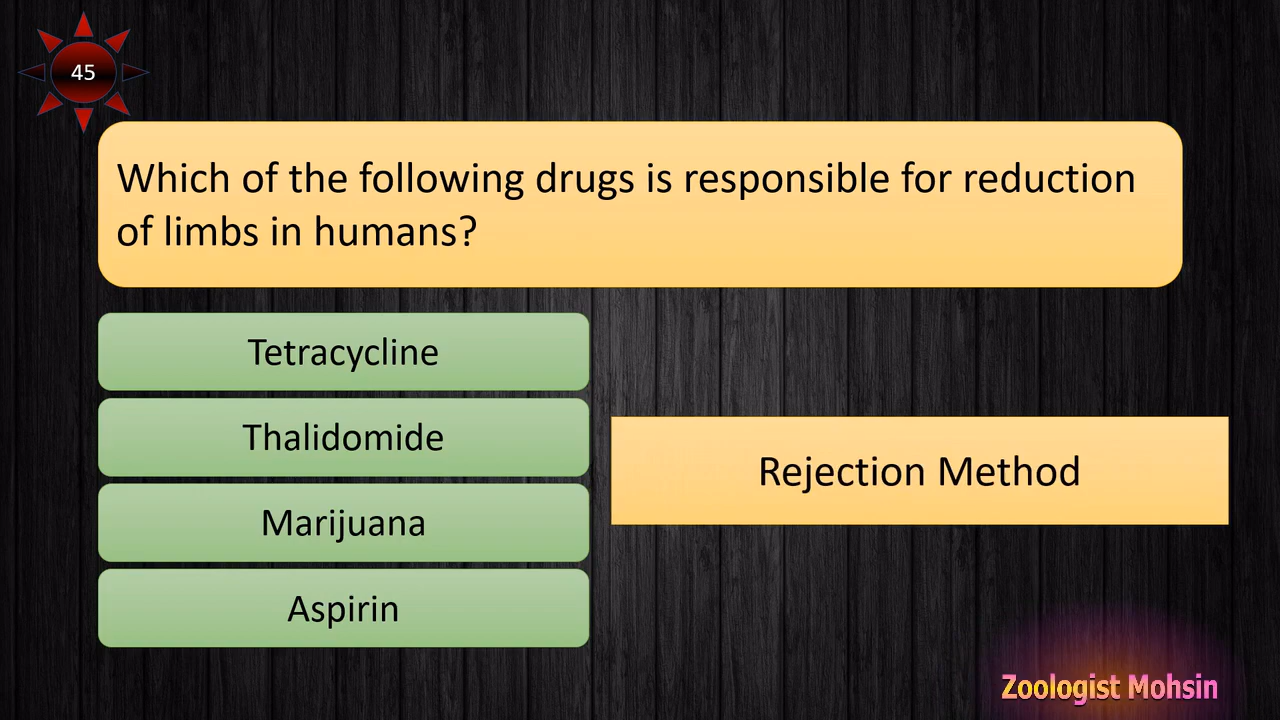 45
Which of the following drugs is responsible for reduction
of limbs in humans?
Tetracycline
Thalidomide
Marijuana
Aspirin
Rejection Method
Zoologist Mohsin